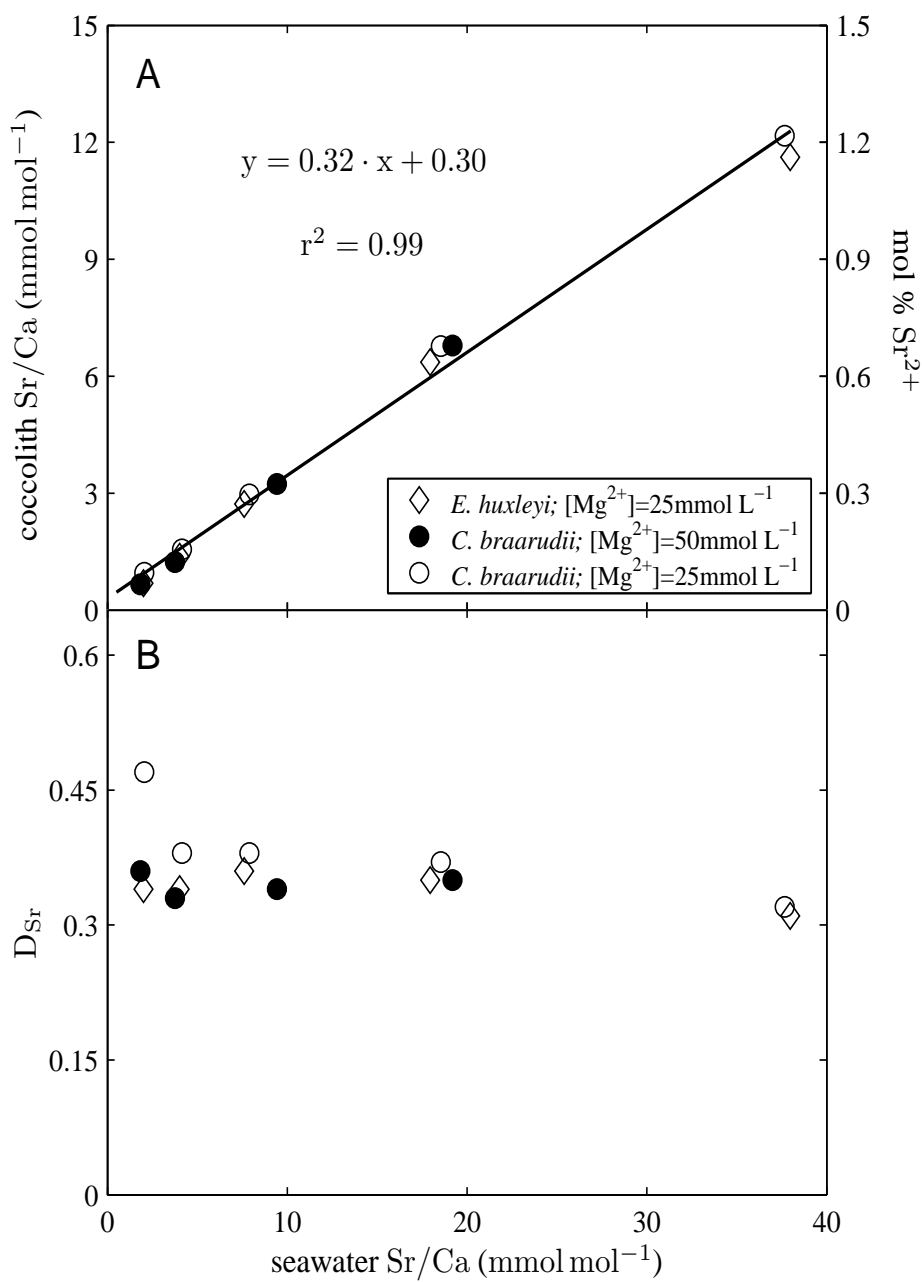 15
12
9
6
3
0
coccolith Sr/Ca (mmol mol⁻¹)
A
y = 0.32 · x + 0.30
r² = 0.99
1.5
1.2
0.9
0.6
0.3
0
mol % Sr²⁺
E. huxleyi; [Mg²⁺]=25mmol L⁻¹
C. braarudii; [Mg²⁺]=50mmol L⁻¹
C. braarudii; [Mg²⁺]=25mmol L⁻¹
B
0.6
0.45
0.3
0.15
0
D_Sr
0 10 20 30 40
seawater Sr/Ca (mmol mol⁻¹)